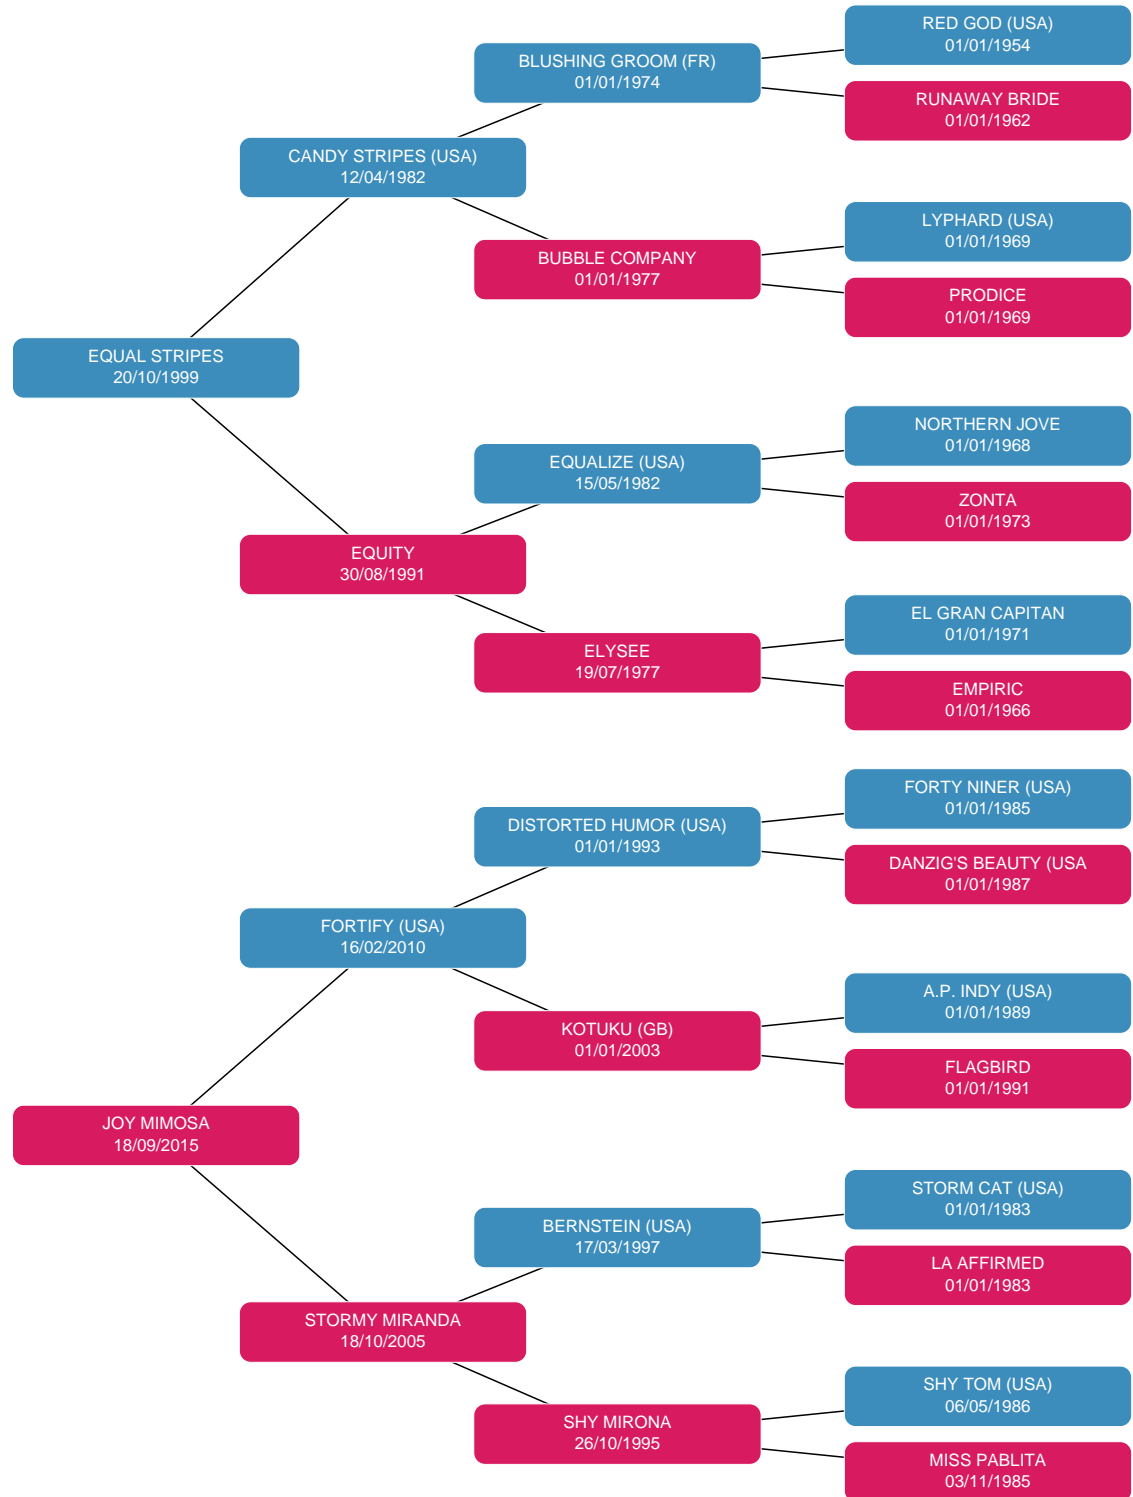 RED GOD (USA)
01/01/1954
BLUSHING GROOM (FR)
01/01/1974
RUNAWAY BRIDE
01/01/1962
CANDY STRIPES (USA)
12/04/1982
LYPHARD (USA)
01/01/1969
BUBBLE COMPANY
01/01/1977
PRODICE
01/01/1969
EQUAL STRIPES
20/10/1999
NORTHERN JOVE
01/01/1968
EQUALIZE (USA)
15/05/1982
ZONTA
01/01/1973
EQUITY
30/08/1991
EL GRAN CAPITAN
01/01/1971
ELYSEE
19/07/1977
EMPIRIC
01/01/1966
FORTY NINER (USA)
01/01/1985
DISTORTED HUMOR (USA)
01/01/1993
DANZIG'S BEAUTY (USA
01/01/1987
FORTIFY (USA)
16/02/2010
A.P. INDY (USA)
01/01/1989
KOTUKU (GB)
01/01/2003
FLAGBIRD
01/01/1991
JOY MIMOSA
18/09/2015
STORM CAT (USA)
01/01/1983
BERNSTEIN (USA)
17/03/1997
LA AFFIRMED
01/01/1983
STORMY MIRANDA
18/10/2005
SHY TOM (USA)
06/05/1986
SHY MIRONA
26/10/1995
MISS PABLITA
03/11/1985